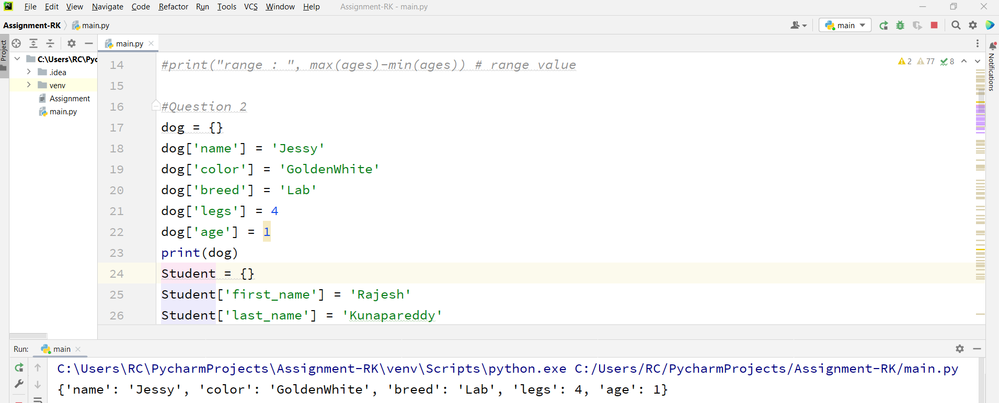 PC File Edit View Navigate Code Refactor Run Tools VCS Window Help Assignment-RK - main.py
Assignment-RK main.py main
Project
main.py
C:\Users\RC\Pyc
.idea
venv
Assignment
main.py
2 77 8
Notifications
14 #print("range : ", max(ages)-min(ages)) # range value
15
16 #Question 2
17 dog = {}
18 dog['name'] = 'Jessy'
19 dog['color'] = 'GoldenWhite'
20 dog['breed'] = 'Lab'
21 dog['legs'] = 4
22 dog['age'] = 1
23 print(dog)
24 Student = {}
25 Student['first_name'] = 'Rajesh'
26 Student['last_name'] = 'Kunapareddy'
Run: main
C:\Users\RC\PycharmProjects\Assignment-RK\venv\Scripts\python.exe C:/Users/RC/PycharmProjects/Assignment-RK/main.py
{'name': 'Jessy', 'color': 'GoldenWhite', 'breed': 'Lab', 'legs': 4, 'age': 1}